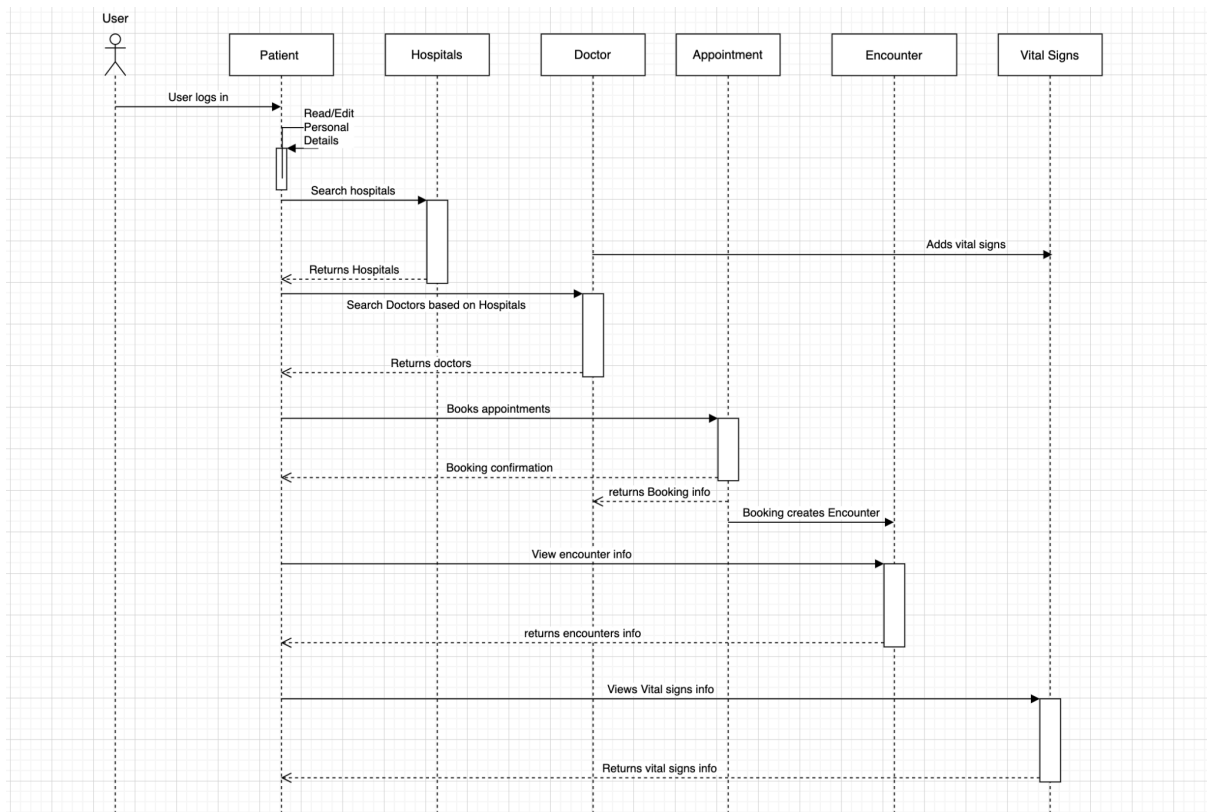 User
Patient
Hospitals
Doctor
Appointment
Encounter
Vital Signs
User logs in
Read/Edit
Personal
Details
Search hospitals
Adds vital signs
Returns Hospitals
Search Doctors based on Hospitals
Returns doctors
Books appointments
Booking confirmation
returns Booking info
Booking creates Encounter
View encounter info
returns encounters info
Views Vital signs info
Returns vital signs info